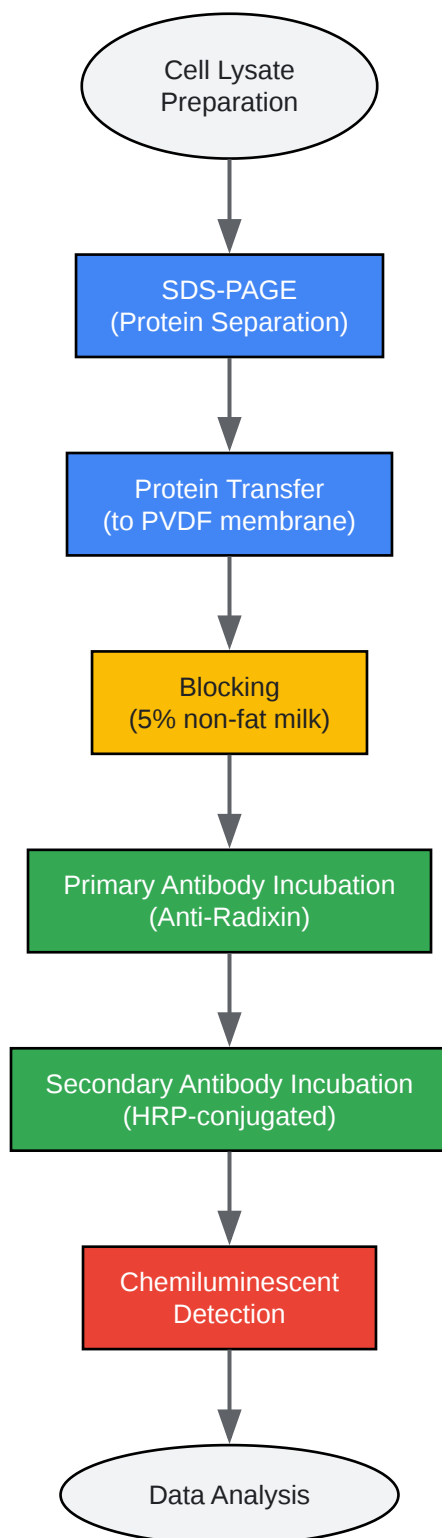 Cell Lysate
Preparation
SDS-PAGE
(Protein Separation)
Protein Transfer
(to PVDF membrane)
Blocking
(5% non-fat milk)
Primary Antibody Incubation
(Anti-Radixin)
Secondary Antibody Incubation
(HRP-conjugated)
Chemiluminescent
Detection
Data Analysis